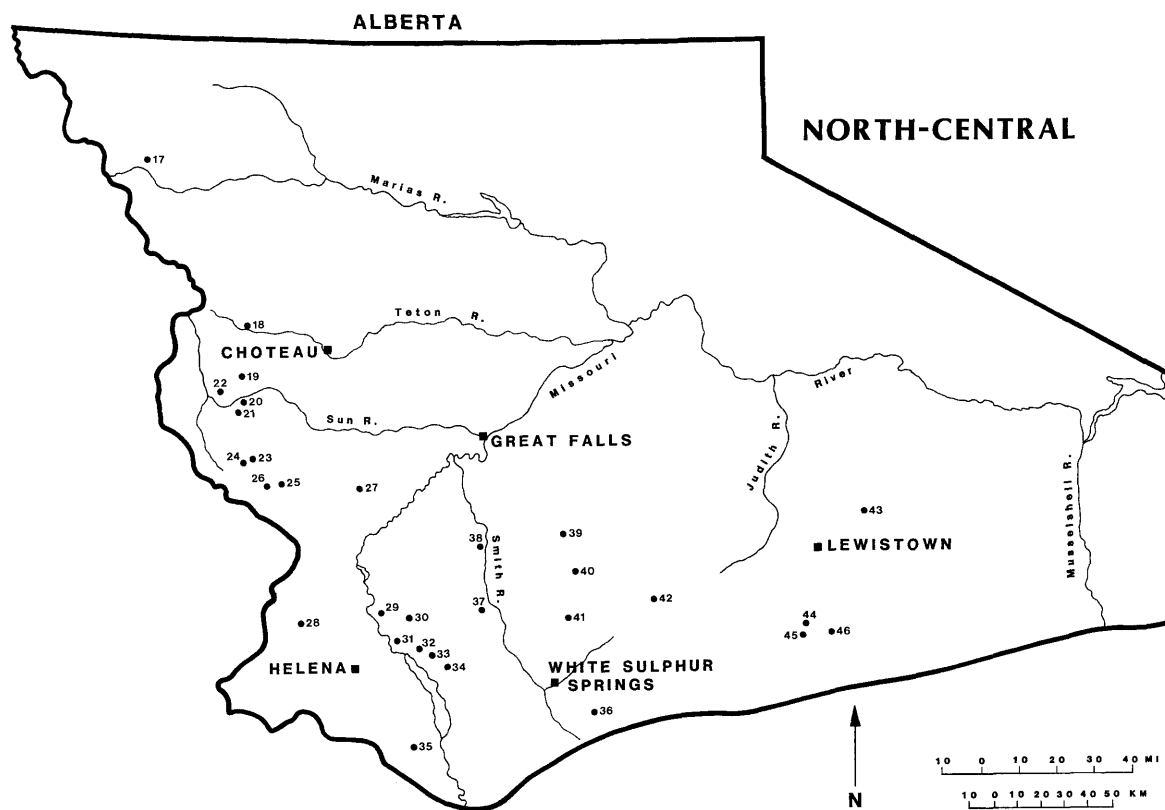 ALBERTA
NORTH-CENTRAL
17
Marias R.
18
Teton R.
CHOTEAU
19
22
20
21
Sun R.
Missouri
River
GREAT FALLS
Judith R.
Musselshell R.
24
23
26
25
27
43
38
Smith R.
39
LEWISTOWN
40
37
42
29
30
41
28
44
45
46
31
32
33
34
HELENA
WHITE SULPHUR
SPRINGS
36
35
N
10 0 10 20 30 40 MI
10 0 10 20 30 40 50 KM